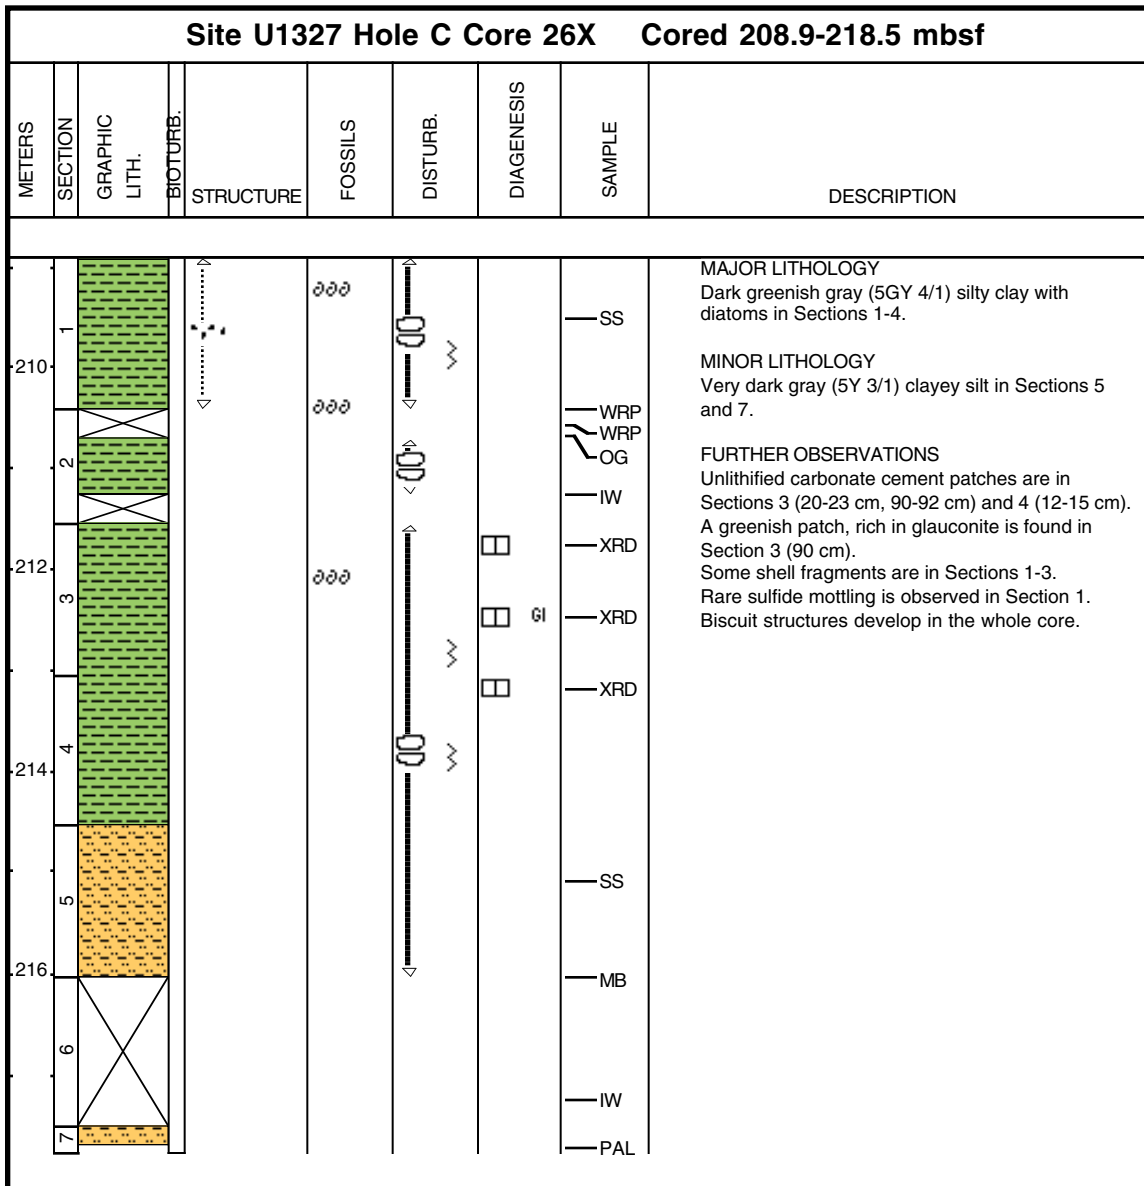 Site U1327 Hole C Core 26X Cored 208.9-218.5 mbsf
METERS
SECTION
GRAPHIC
LITH.
BIOTURB.
STRUCTURE
FOSSILS
DISTURB.
DIAGENESIS
SAMPLE
DESCRIPTION
MAJOR LITHOLOGY
Dark greenish gray (5GY 4/1) silty clay with
diatoms in Sections 1-4.
MINOR LITHOLOGY
Very dark gray (5Y 3/1) clayey silt in Sections 5
and 7.
FURTHER OBSERVATIONS
Unlithified carbonate cement patches are in
Sections 3 (20-23 cm, 90-92 cm) and 4 (12-15 cm).
A greenish patch, rich in glauconite is found in
Section 3 (90 cm).
Some shell fragments are in Sections 1-3.
Rare sulfide mottling is observed in Section 1.
Biscuit structures develop in the whole core.
210
212
214
216
1
2
3
4
5
6
7
Gl
SS
WRP
WRP
OG
IW
XRD
XRD
XRD
SS
MB
IW
PAL